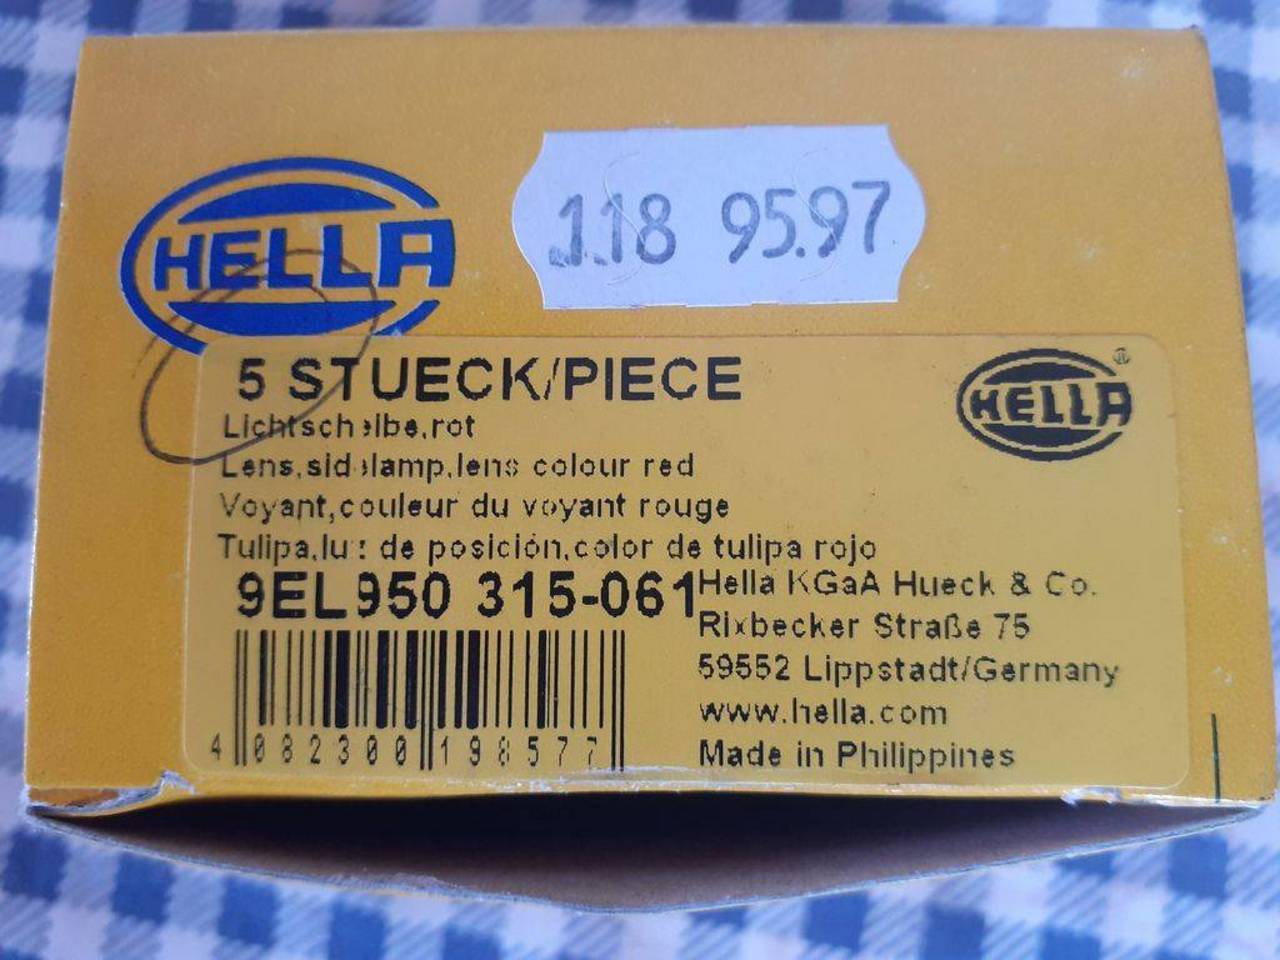 HELLA
118 95.97
5 STUECK/PIECE
HELLA ®
Lichtscheibe,rot
Lens,sidelamp,lens colour red
Voyant,couleur du voyant rouge
Tulipa,luz de posición,color de tulipa rojo
9EL950 315-061
Hella KGaA Hueck & Co.
Rixbecker Straße 75
59552 Lippstadt/Germany
www.hella.com
Made in Philippines
4 082300 198577